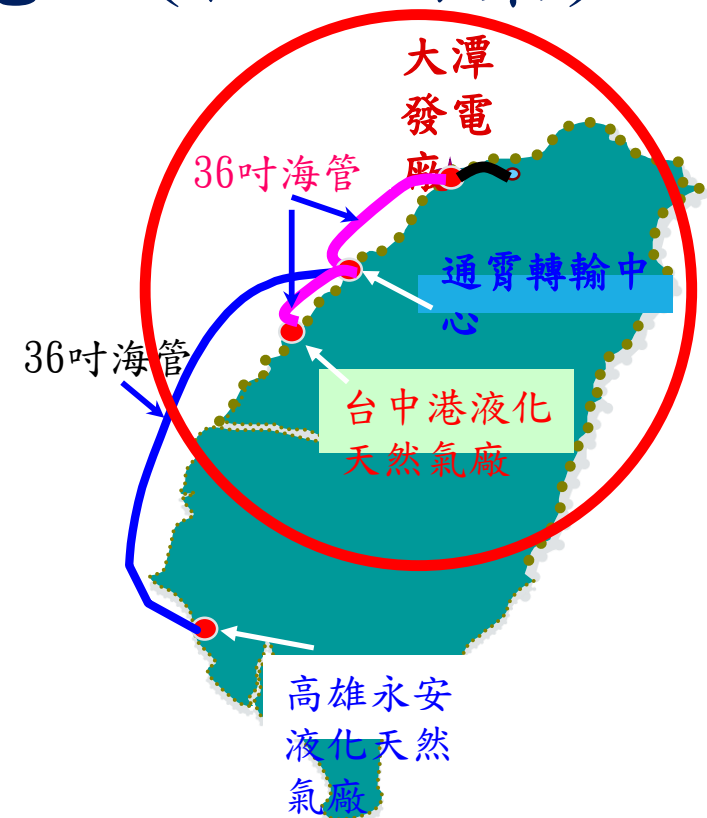 大潭
發電
廠
36吋海管
通霄轉輸中
心
36吋海管
台中港液化
天然氣廠
高雄永安
液化天然
氣廠